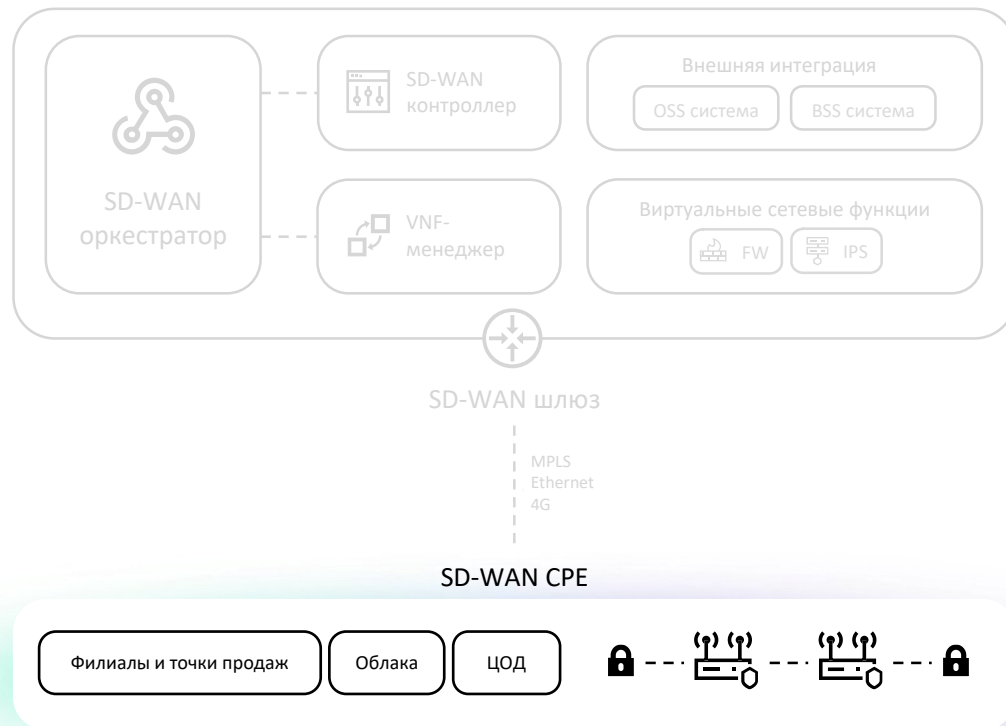 SD-WAN
оркестратор
SD-WAN
контроллер
VNF-
менеджер
Внешняя интеграция
OSS система
BSS система
Виртуальные сетевые функции
FW
IPS
SD-WAN шлюз
MPLS
Ethernet
4G
SD-WAN CPE
Филиалы и точки продаж
Облака
ЦОД